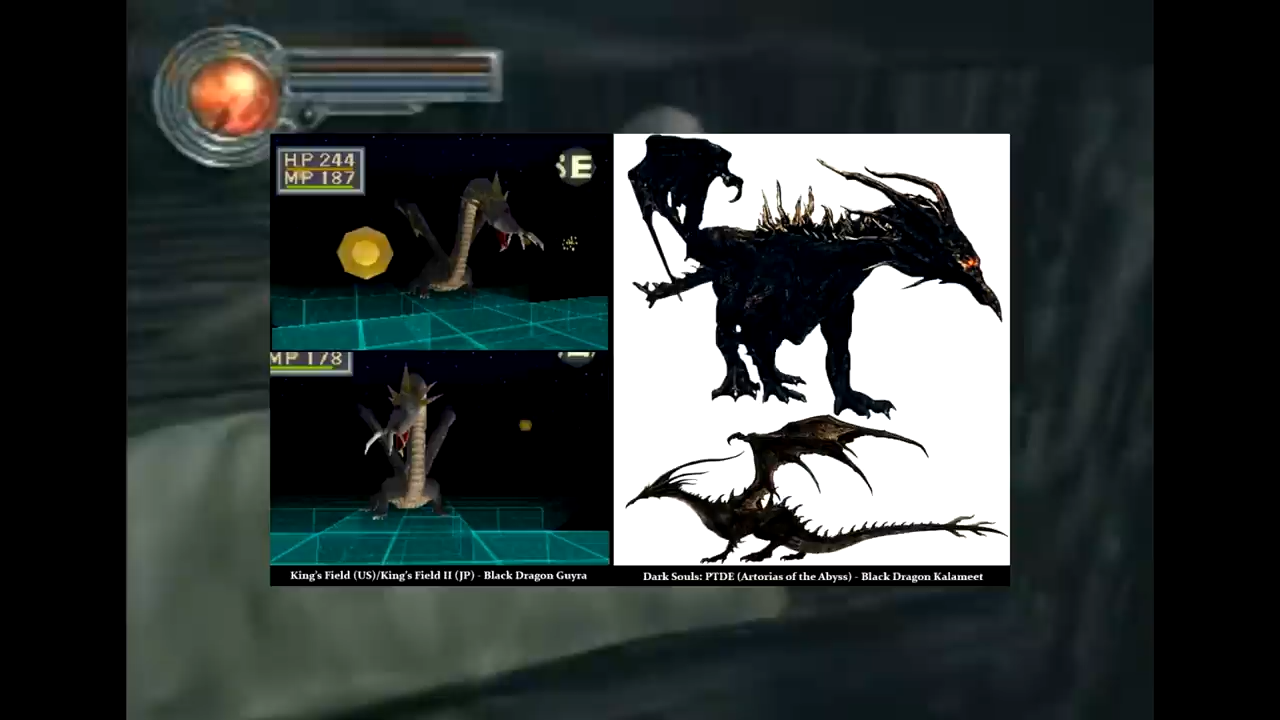 HP 244
MP 187
E
MP 178
King's Field (US)/King's Field II (JP) - Black Dragon Guyra
Dark Souls: PTDE (Artorias of the Abyss) - Black Dragon Kalameet